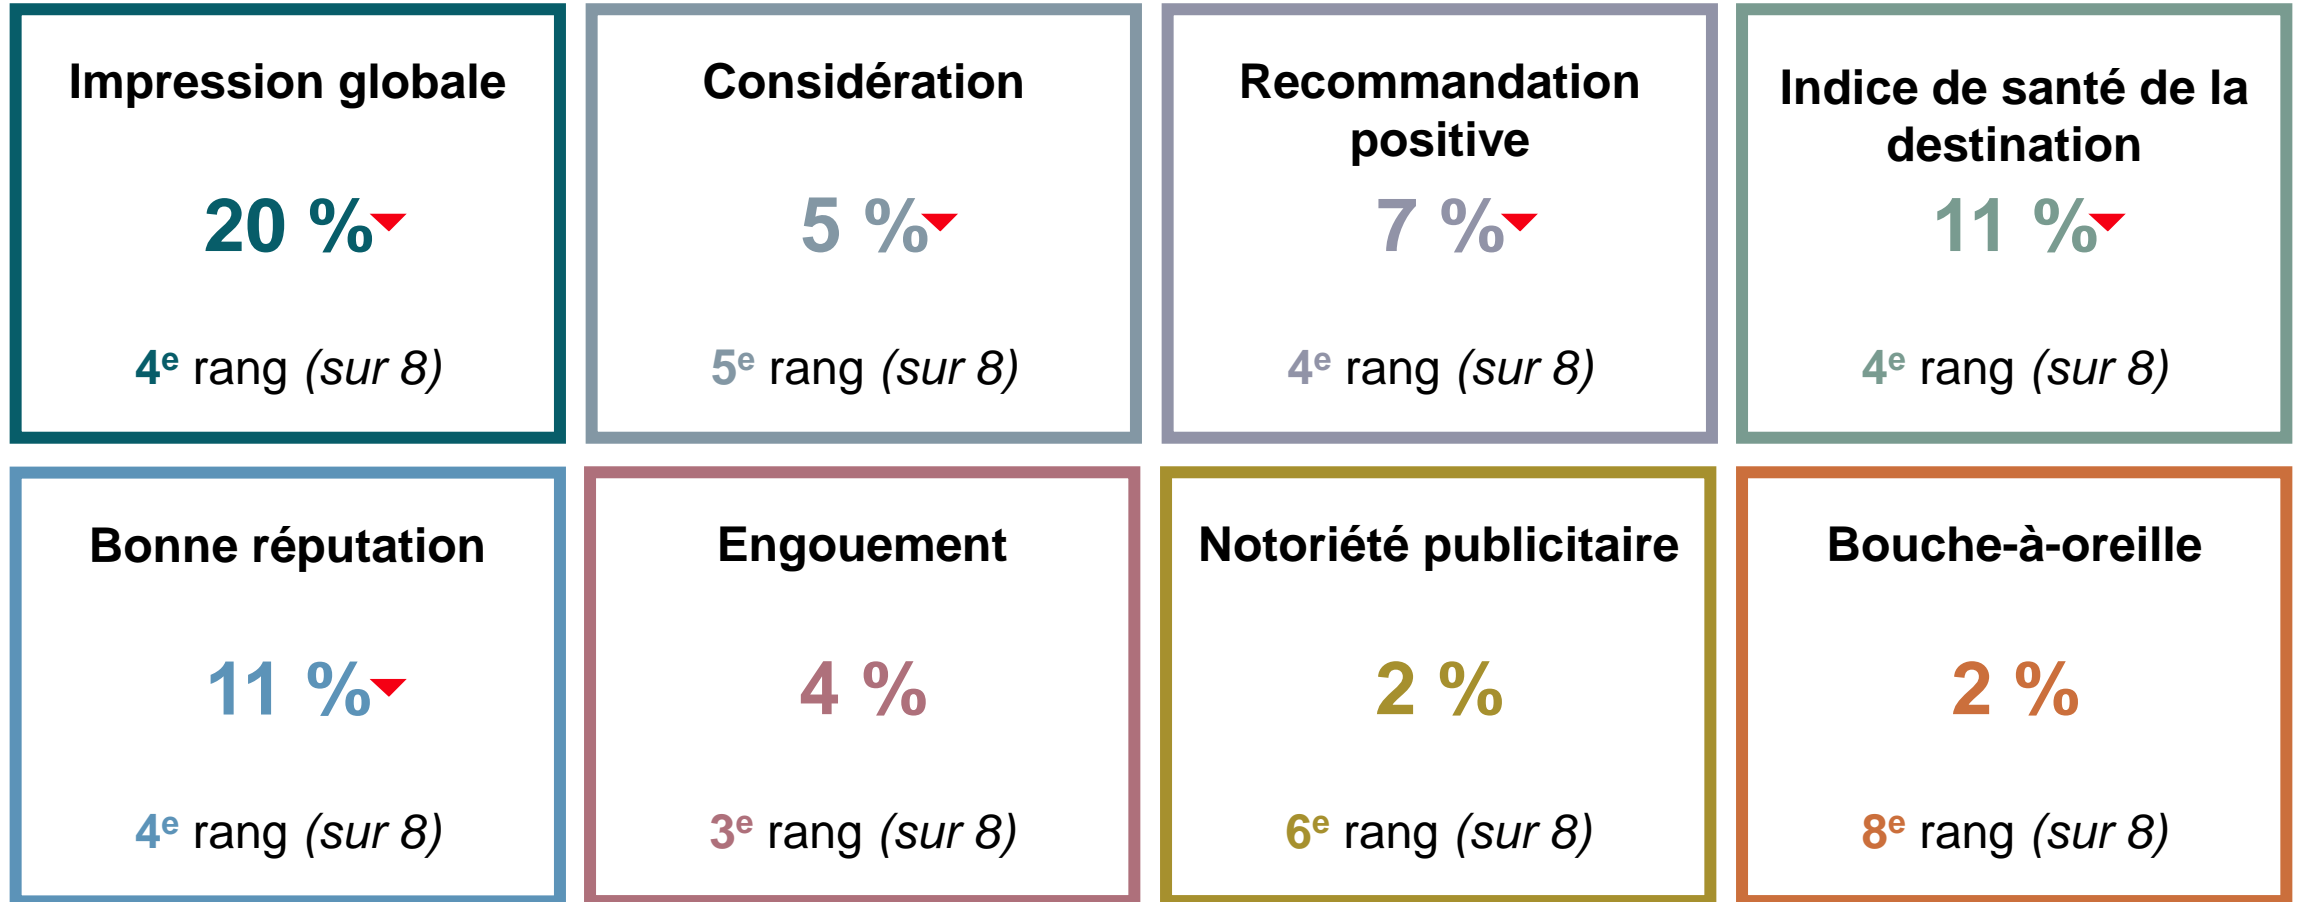 Impression globale
20 %
4e rang (sur 8)
Considération
5 %
5e rang (sur 8)
Recommandation
positive
7 %
4e rang (sur 8)
Indice de santé de la
destination
11 %
4e rang (sur 8)
Bonne réputation
11 %
4e rang (sur 8)
Engouement
4 %
3e rang (sur 8)
Notoriété publicitaire
2 %
6e rang (sur 8)
Bouche-à-oreille
2 %
8e rang (sur 8)